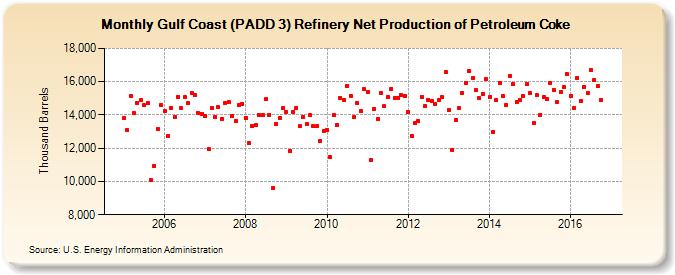 Monthly Gulf Coast (PADD 3) Refinery Net Production of Petroleum Coke
Thousand Barrels
18,000
16,000
14,000
12,000
10,000
8,000
2006 2008 2010 2012 2014 2016
Source: U.S. Energy Information Administration